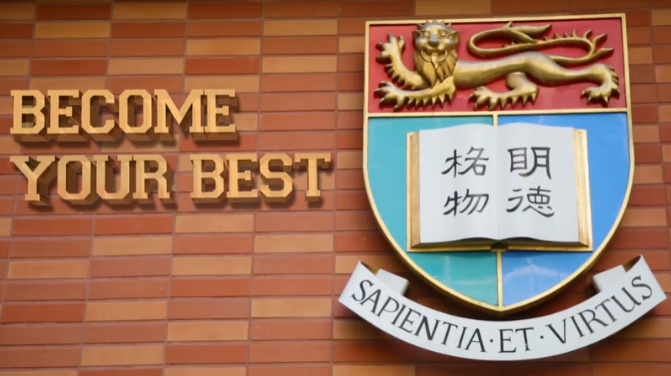 BECOME
YOUR BEST
明德
格物
SAPIENTIA·ET·VIRTUS